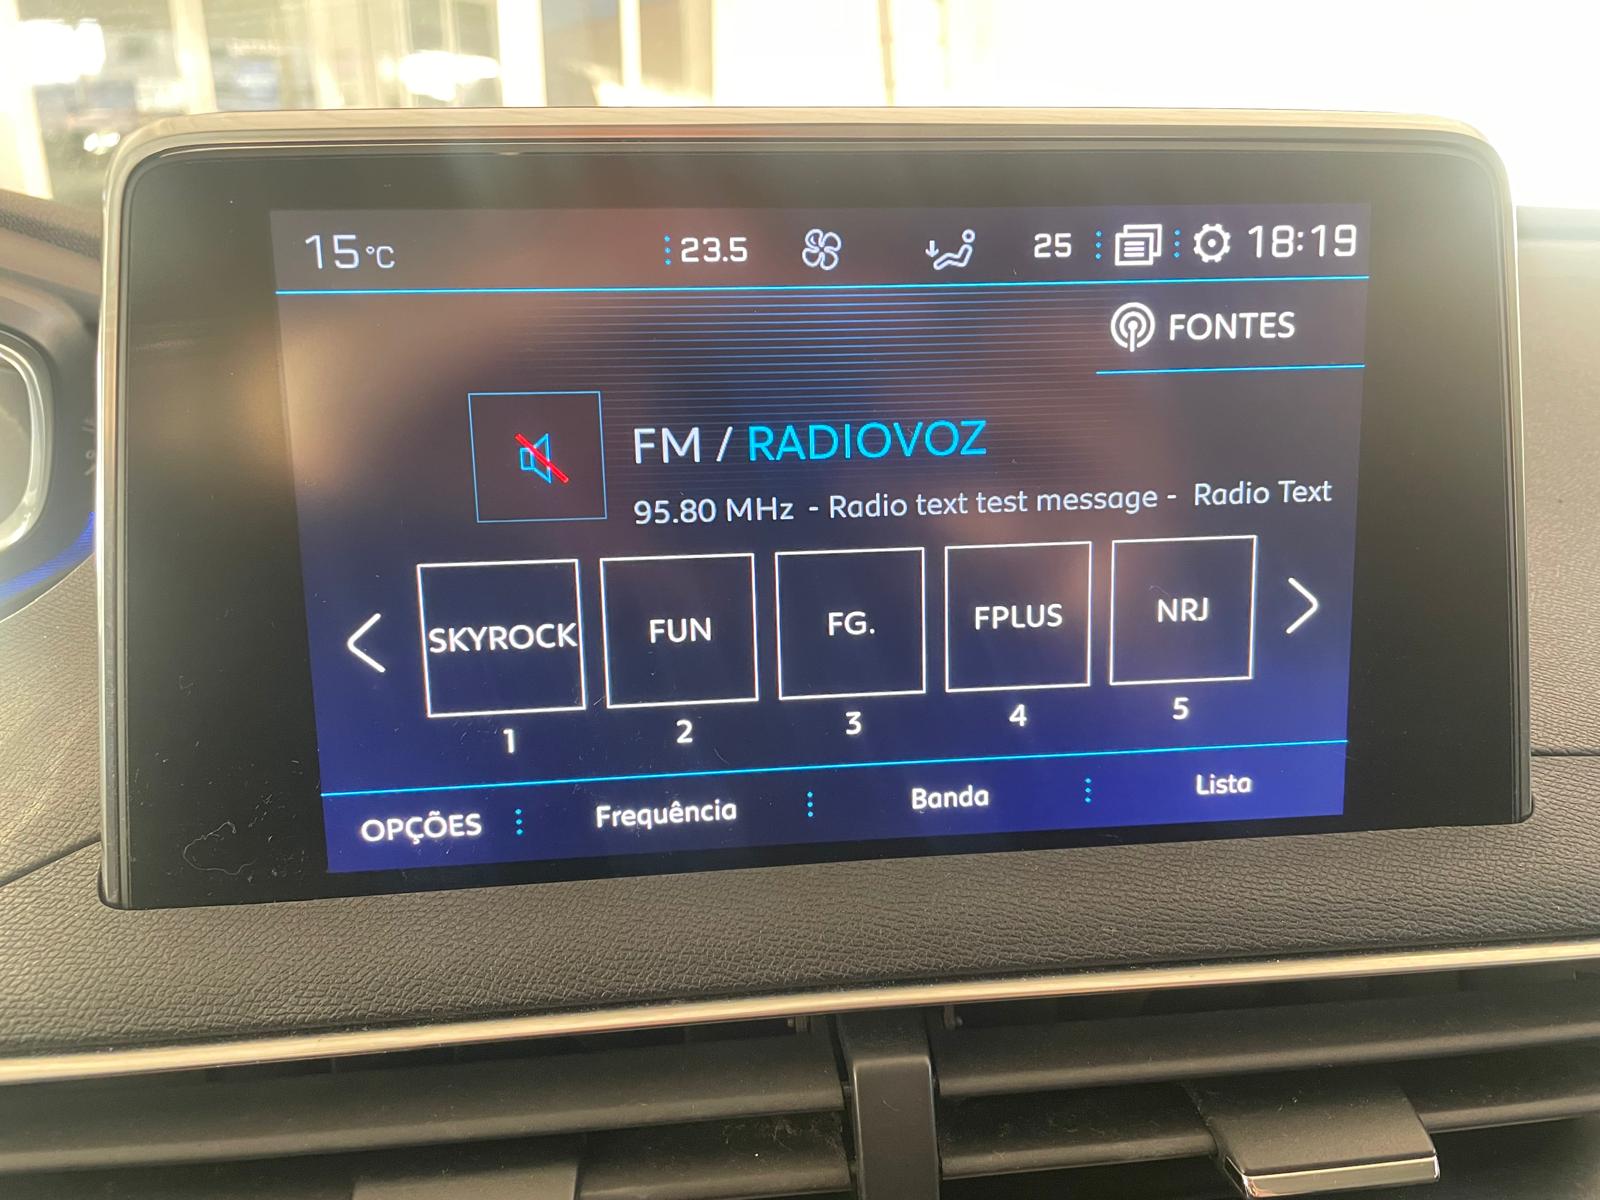 15°C 23.5 25 18:19
FONTES
FM / RADIOVOZ
95.80 MHz - Radio text test message - Radio Text
SKYROCK FUN FG. FPLUS NRJ
1 2 3 4 5
OPÇÕES Frequência Banda Lista